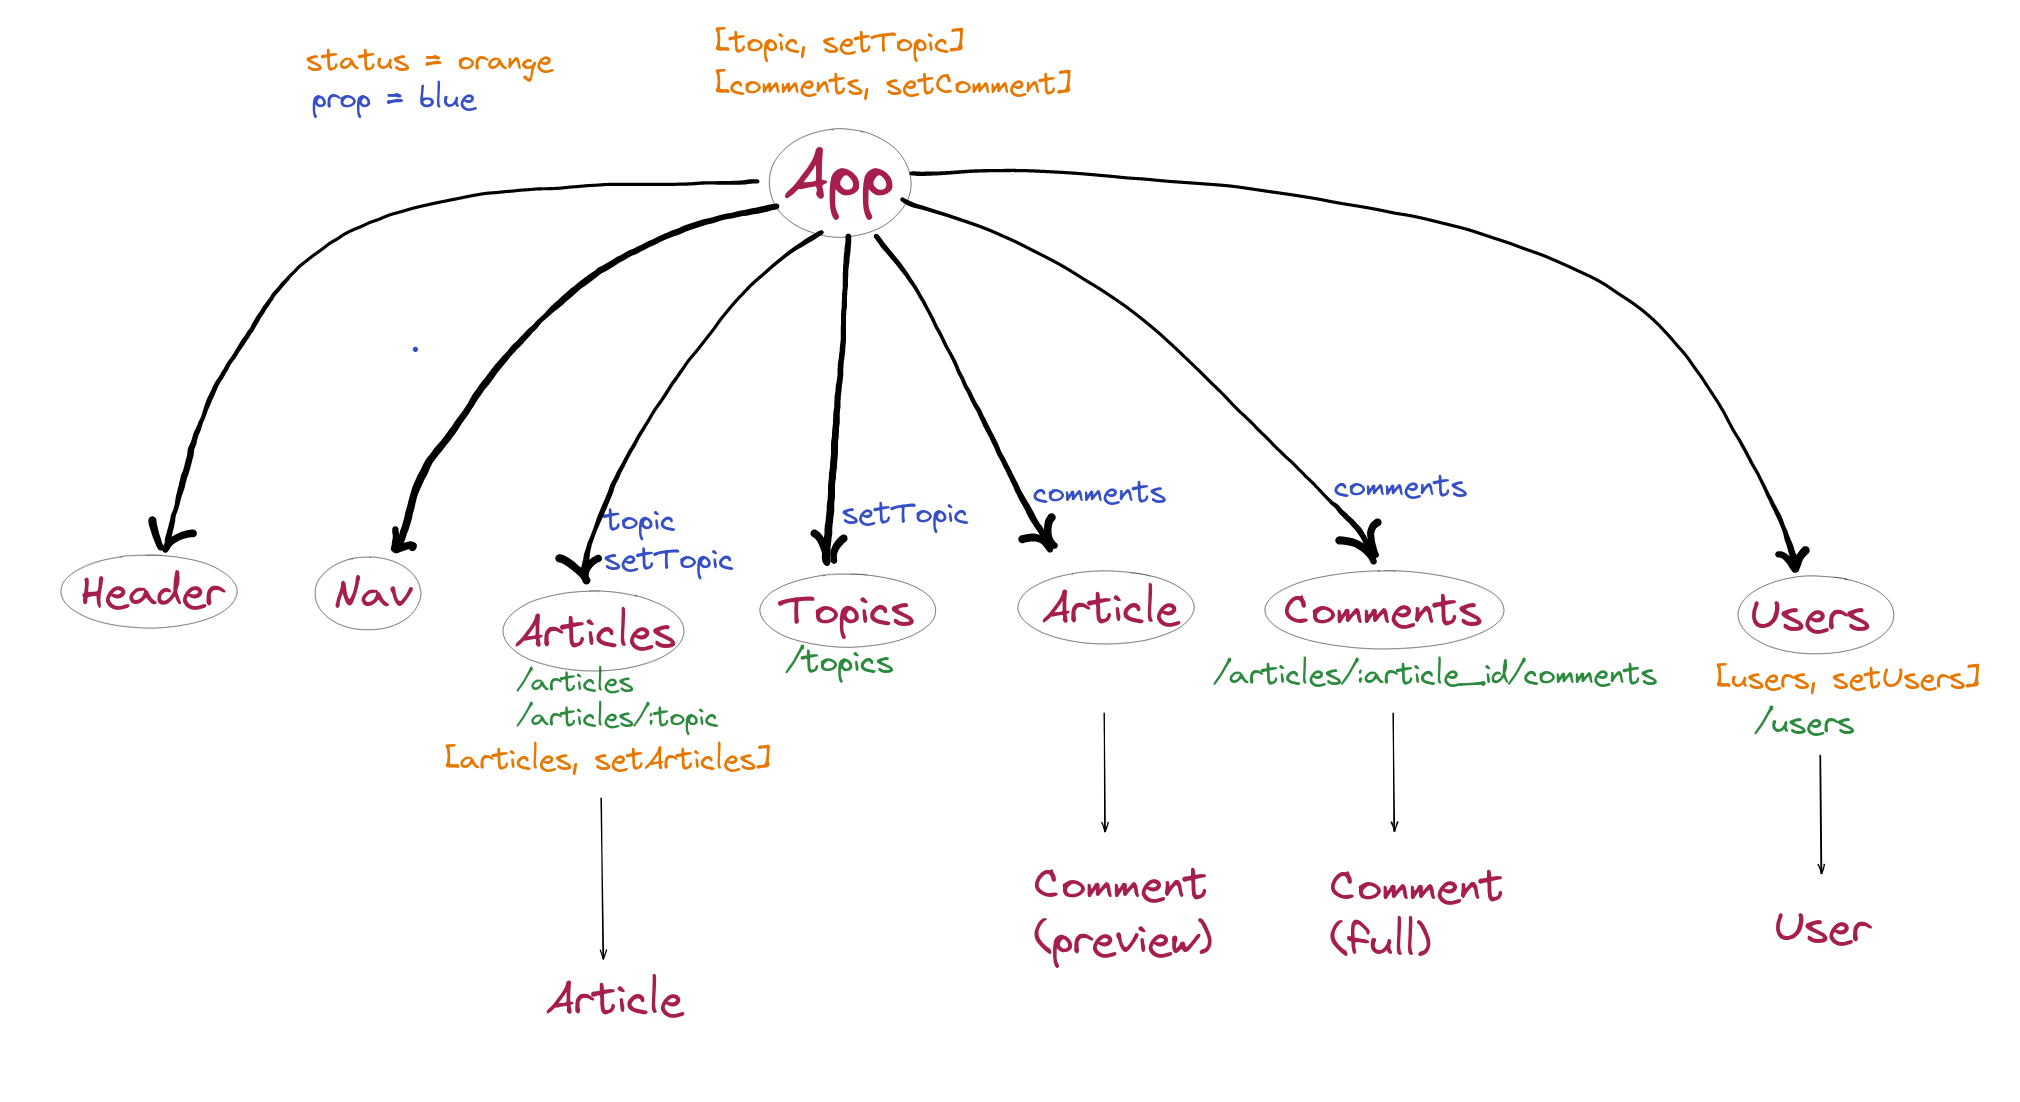 status = orange
prop = blue
[topic, setTopic]
[comments, setComment]
App
topic
setTopic
setTopic
comments
comments
Header
Nav
Articles
/articles
/articles/:topic
[articles, setArticles]
Topics
/topics
Article
Comments
/articles/:article_id/comments
Users
[users, setUsers]
/users
Article
Comment
(preview)
Comment
(full)
User